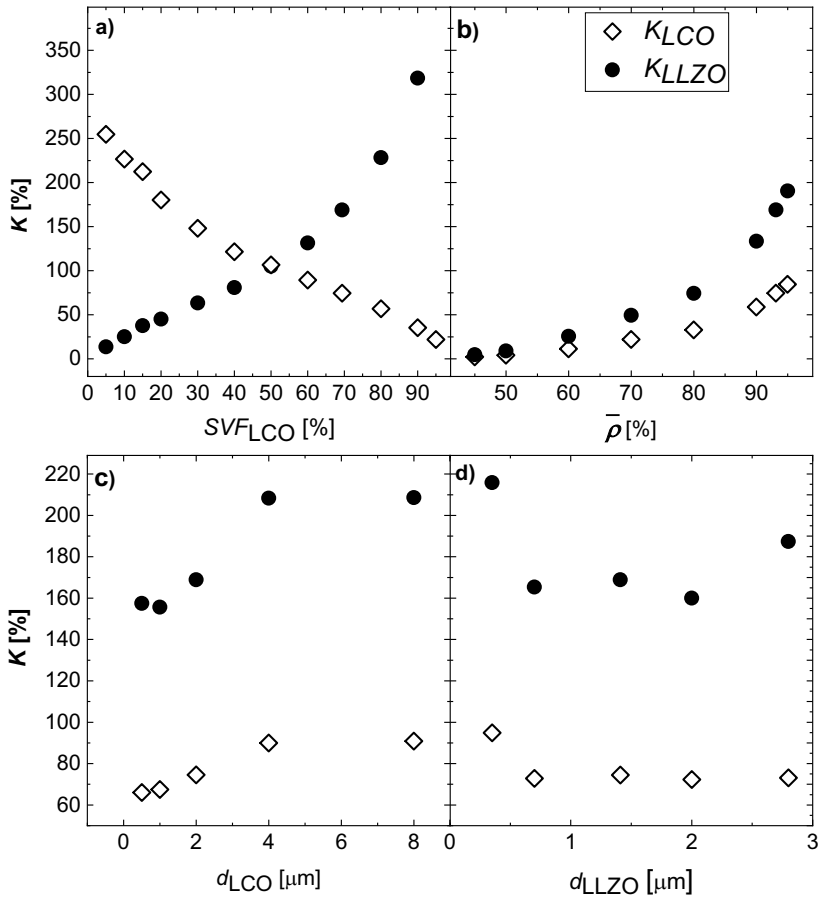 a)
b)
K_LCO
K_LLZO
K [%]
350
300
250
200
150
100
50
0
0 10 20 30 40 50 60 70 80 90
50 60 70 80 90
SVF_LCO [%]
ρ̅ [%]
c)
d)
K [%]
220
200
180
160
140
120
100
80
60
0 2 4 6 8
0 1 2 3
d_LCO [μm]
d_LLZO [μm]